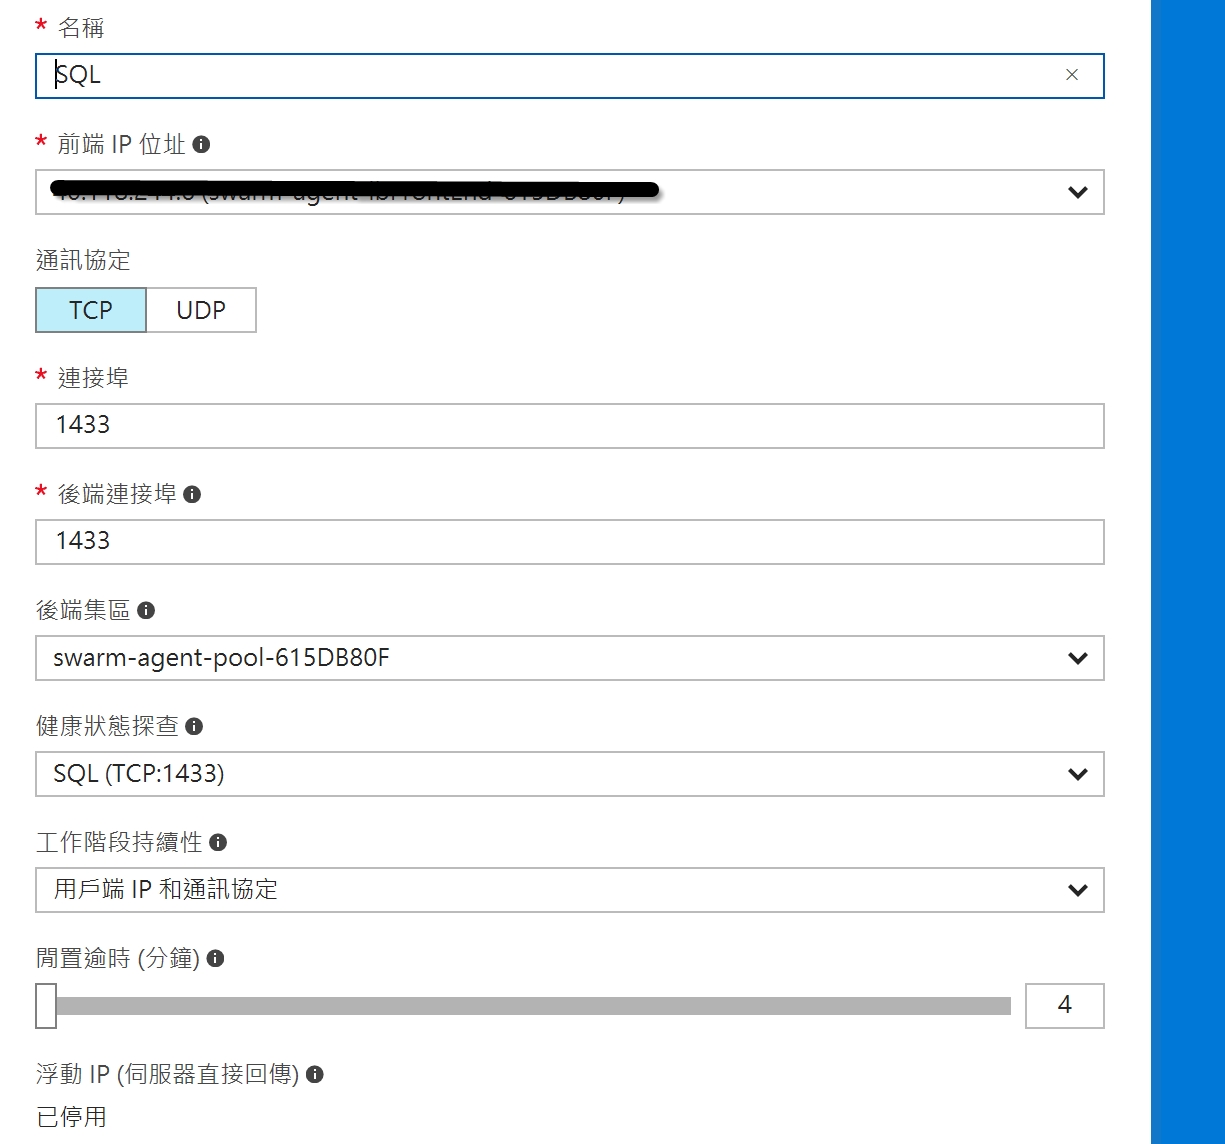 * 名稱
SQL
* 前端 IP 位址
通訊協定
TCP UDP
* 連接埠
1433
* 後端連接埠
1433
後端集區
swarm-agent-pool-615DB80F
健康狀態探查
SQL (TCP:1433)
工作階段持續性
用戶端 IP 和通訊協定
閒置逾時 (分鐘)
4
浮動 IP (伺服器直接回傳)
已停用